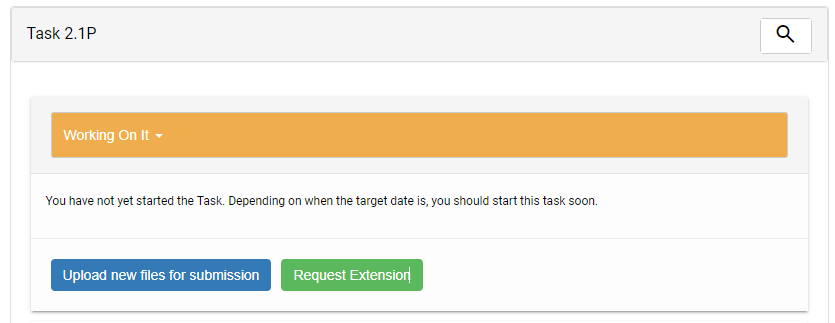 Task 2.1P
Working On It
You have not yet started the Task. Depending on when the target date is, you should start this task soon.
Upload new files for submission
Request Extension